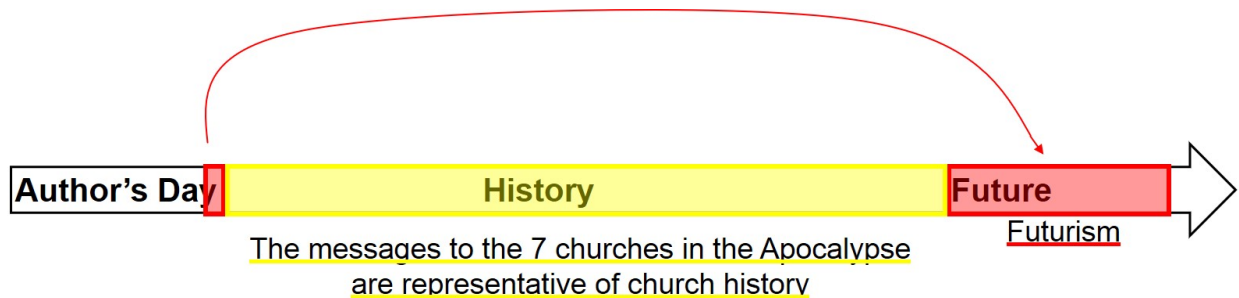 Author's Day History Future
Futurism
The messages to the 7 churches in the Apocalypse
are representative of church history